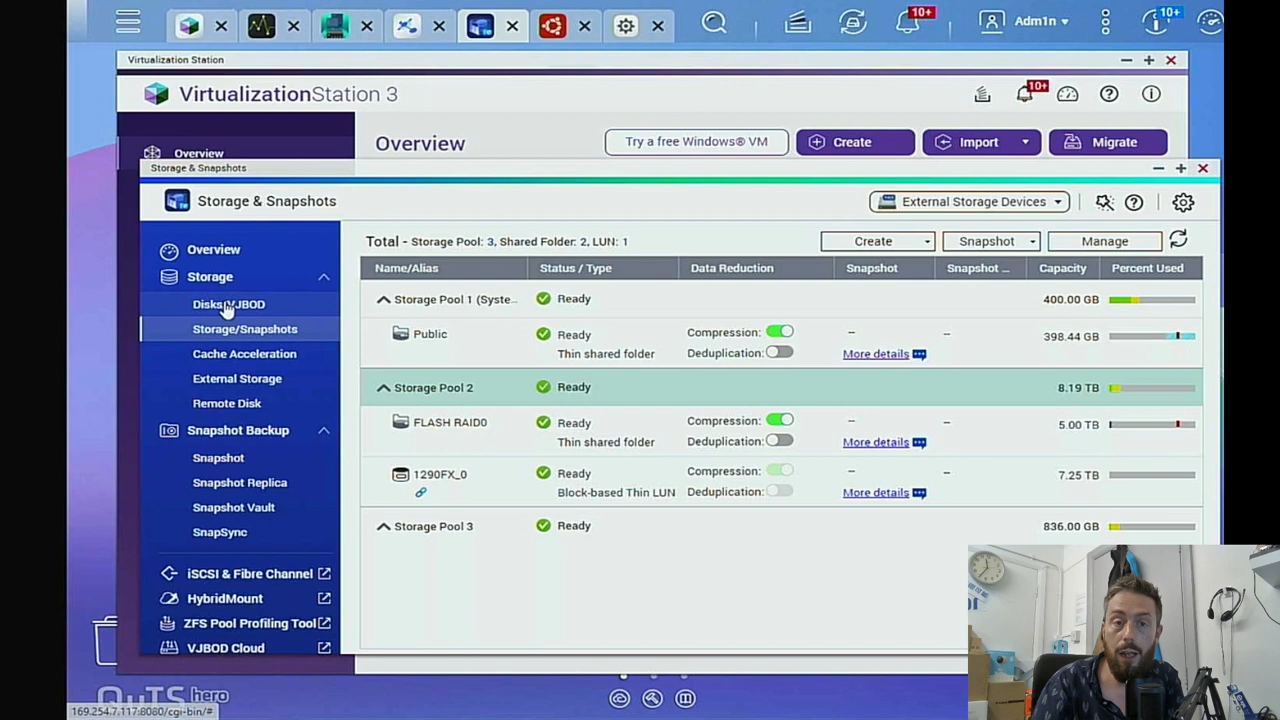 10+
Adm1n
10+
Virtualization Station
VirtualizationStation 3
10+
Overview
Overview
Try a free Windows® VM
Create
Import
Migrate
Storage & Snapshots
Storage & Snapshots
External Storage Devices
Overview
Storage
Disks/VJBOD
Storage/Snapshots
Cache Acceleration
External Storage
Remote Disk
Snapshot Backup
Snapshot
Snapshot Replica
Snapshot Vault
SnapSync
iSCSI & Fibre Channel
HybridMount
ZFS Pool Profiling Tool
VJBOD Cloud
Total - Storage Pool: 3, Shared Folder: 2, LUN: 1
Create
Snapshot
Manage
Name/Alias
Status / Type
Data Reduction
Snapshot
Snapshot ...
Capacity
Percent Used
Storage Pool 1 (Syste...
Ready
400.00 GB
Public
Ready
Thin shared folder
Compression:
Deduplication:
--
More details
--
398.44 GB
Storage Pool 2
Ready
8.19 TB
FLASH RAID0
Ready
Thin shared folder
Compression:
Deduplication:
--
More details
--
5.00 TB
1290FX_0
Ready
Block-based Thin LUN
Compression:
Deduplication:
--
More details
--
7.25 TB
Storage Pool 3
Ready
836.00 GB
QuTS hero
169.254.7.117:8080/cgi-bin/#